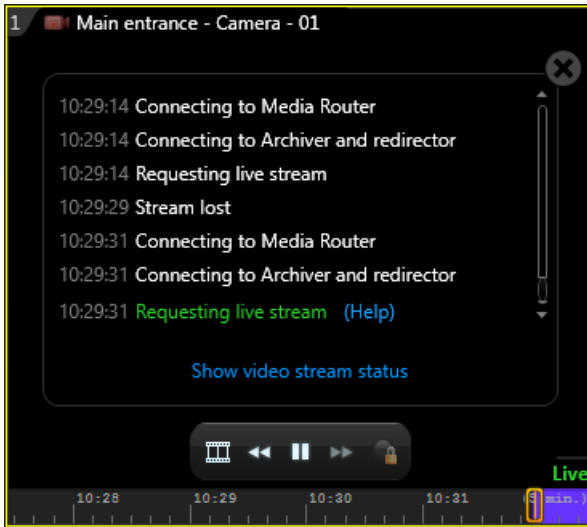 1 Main entrance - Camera - 01
10:29:14 Connecting to Media Router
10:29:14 Connecting to Archiver and redirector
10:29:14 Requesting live stream
10:29:29 Stream lost
10:29:31 Connecting to Media Router
10:29:31 Connecting to Archiver and redirector
10:29:31 Requesting live stream (Help)
Show video stream status
Live
10:28 10:29 10:30 10:31 (5 min.)